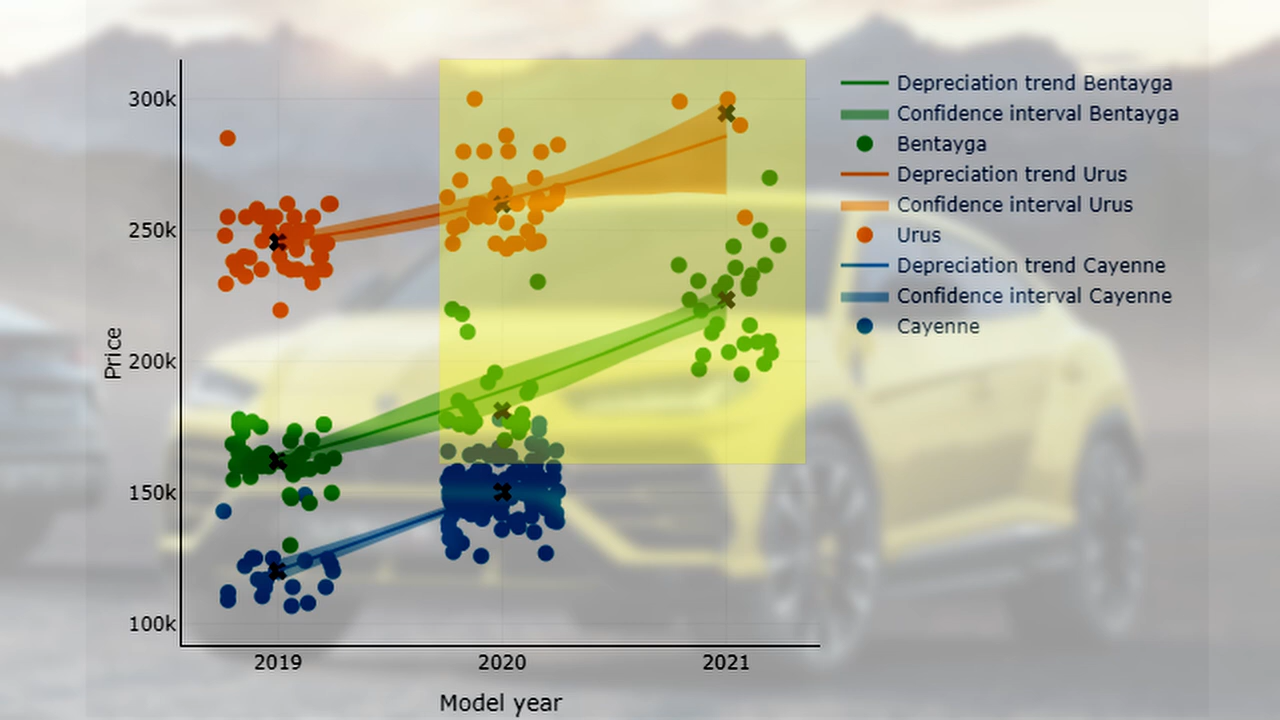 300k
250k
200k
150k
100k
Price
2019 2020 2021
Model year
Depreciation trend Bentayga
Confidence interval Bentayga
Bentayga
Depreciation trend Urus
Confidence interval Urus
Urus
Depreciation trend Cayenne
Confidence interval Cayenne
Cayenne